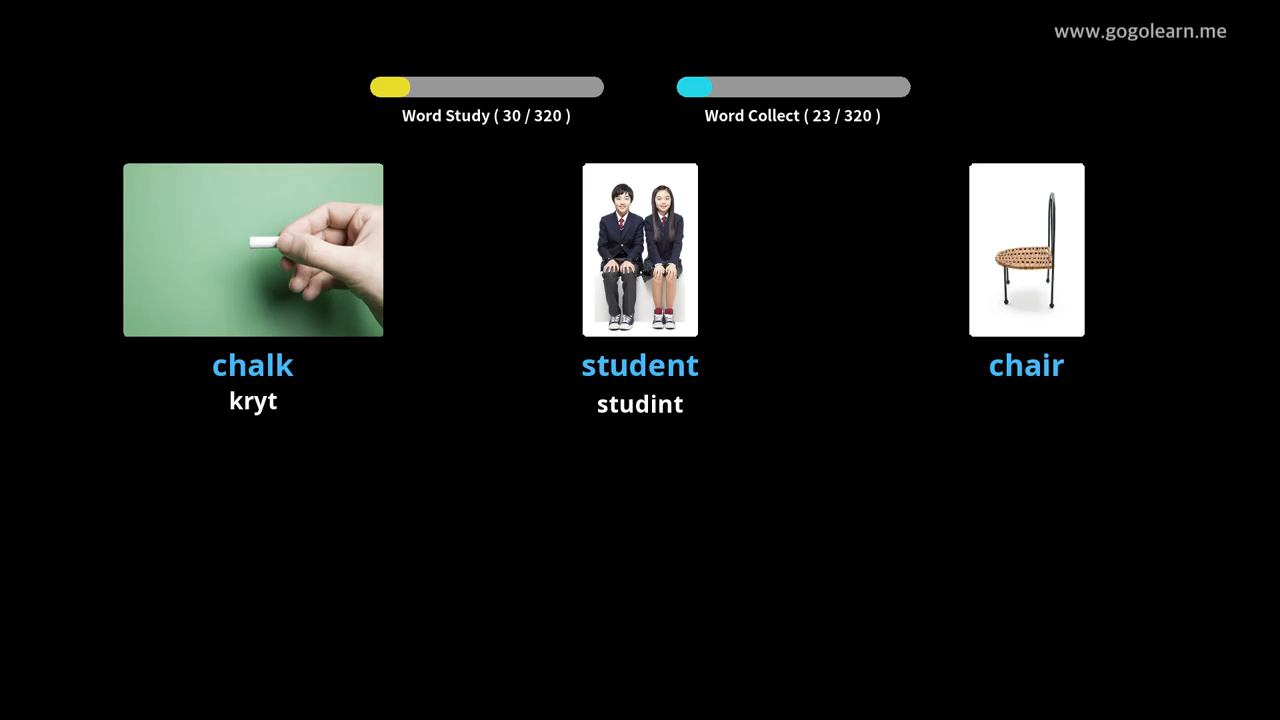 www.gogolearn.me
Word Study ( 30 / 320 )
Word Collect ( 23 / 320 )
chalk
kryt
student
studint
chair